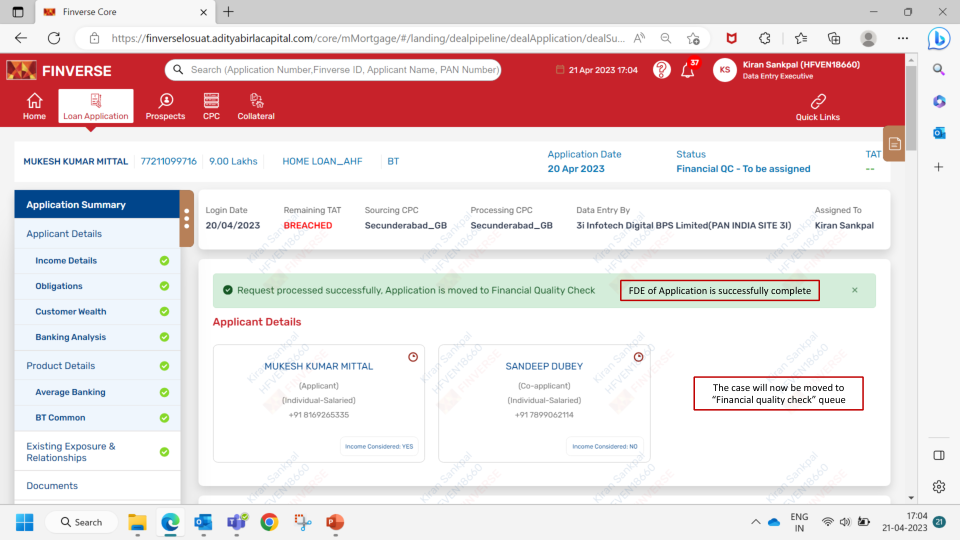 Finverse Core
https://finverselosuat.adityabirlacapital.com/core/mMortgage/#/landing/dealpipeline/dealApplication/dealSu...
FINVERSE
Search (Application Number,Finverse ID, Applicant Name, PAN Number)
21 Apr 2023 17:04
37
KS
Kiran Sankpal (HFVEN18660)
Data Entry Executive
Home
Loan Application
Prospects
CPC
Collateral
Quick Links
MUKESH KUMAR MITTAL
77211099716
9.00 Lakhs
HOME LOAN_AHF
BT
Application Date
20 Apr 2023
Status
Financial QC - To be assigned
TAT
--
Application Summary
Applicant Details
Income Details
Obligations
Customer Wealth
Banking Analysis
Product Details
Average Banking
BT Common
Existing Exposure &
Relationships
Documents
Login Date
20/04/2023
Remaining TAT
BREACHED
Sourcing CPC
Secunderabad_GB
Processing CPC
Secunderabad_GB
Data Entry By
3i Infotech Digital BPS Limited(PAN INDIA SITE 3I)
Assigned To
Kiran Sankpal
Request processed successfully, Application is moved to Financial Quality Check
FDE of Application is successfully complete
Applicant Details
MUKESH KUMAR MITTAL
(Applicant)
(Individual-Salaried)
+91 8169265335
Income Considered: YES
SANDEEP DUBEY
(Co-applicant)
(Individual-Salaried)
+91 7899062114
Income Considered: NO
The case will now be moved to
"Financial quality check" queue
Kiran Sankpal
HFVEN18660
FINVERSE
Search
ENG
IN
17:04
21-04-2023
21